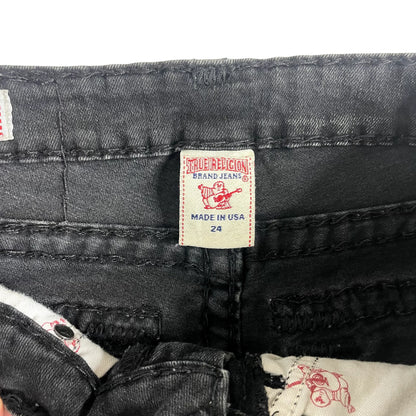 TRUE RELIGION
BRAND JEANS
MADE IN USA
24